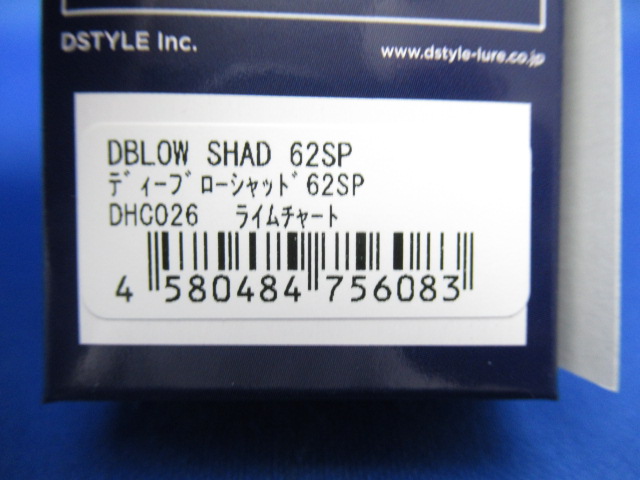 DSTYLE Inc.
www.dstyle-lure.co.jp
DBLOW SHAD 62SP
ディーブローシャッド62SP
DHC026 ライムチャート
4 580484 756083